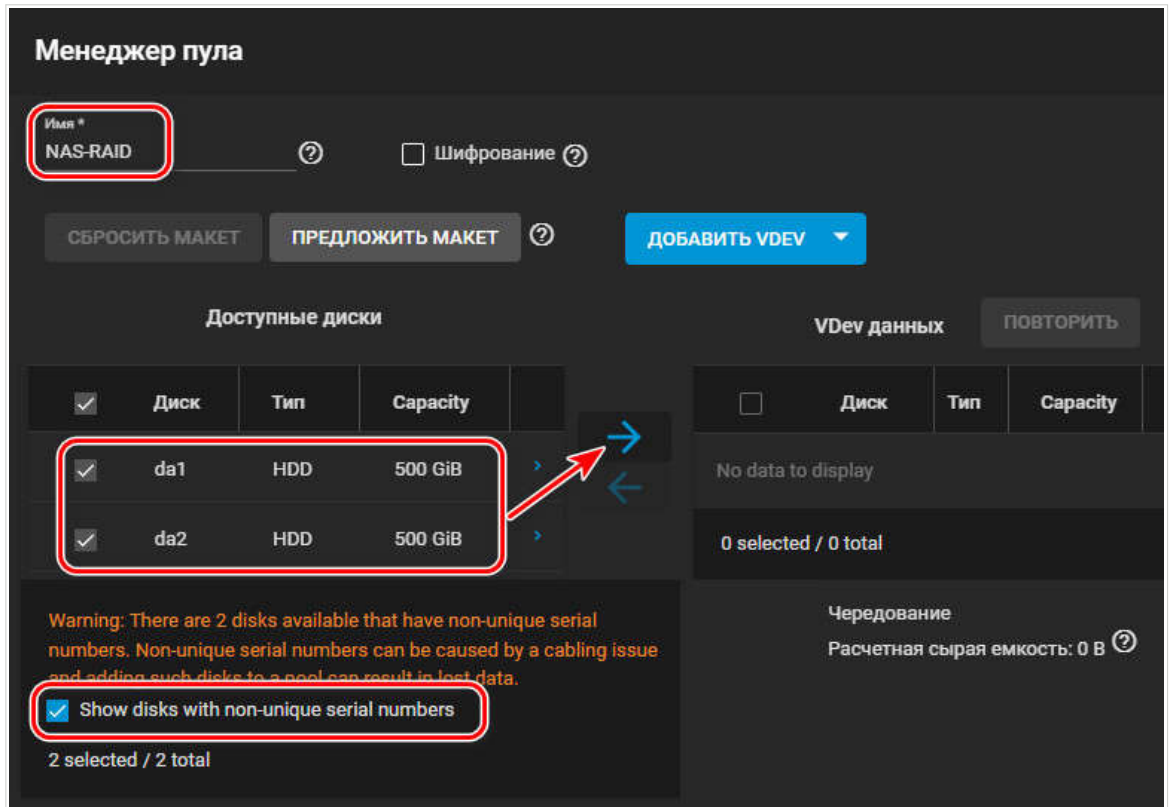 Менеджер пула
Имя *
NAS-RAID
Шифрование
СБРОСИТЬ МАКЕТ
ПРЕДЛОЖИТЬ МАКЕТ
ДОБАВИТЬ VDEV
Доступные диски
VDev данных
ПОВТОРИТЬ
Диск Тип Capacity
Диск Тип Capacity
da1 HDD 500 GiB
No data to display
da2 HDD 500 GiB
0 selected / 0 total
Warning: There are 2 disks available that have non-unique serial
numbers. Non-unique serial numbers can be caused by a cabling issue
and adding such disks to a pool can result in lost data.
Show disks with non-unique serial numbers
2 selected / 2 total
Чередование
Расчетная сырая емкость: 0 B